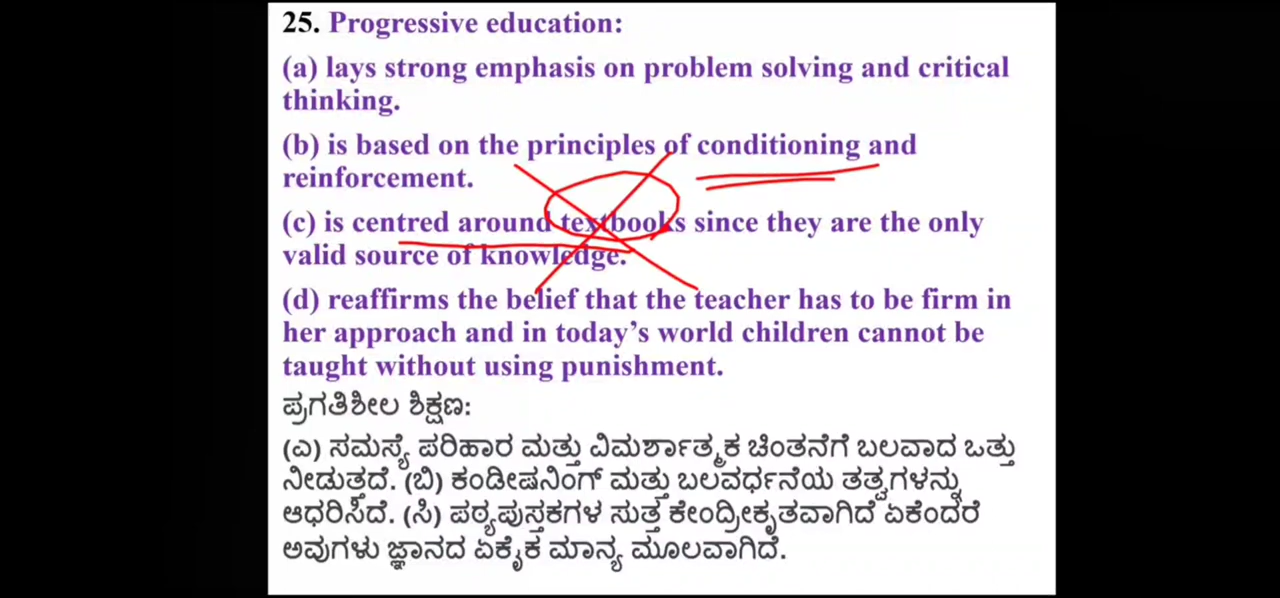 25. Progressive education:
(a) lays strong emphasis on problem solving and critical
thinking.
(b) is based on the principles of conditioning and
reinforcement.
(c) is centred around textbooks since they are the only
valid source of knowledge.
(d) reaffirms the belief that the teacher has to be firm in
her approach and in today's world children cannot be
taught without using punishment.
ಪ್ರಗತಿಶೀಲ ಶಿಕ್ಷಣ:
(ಎ) ಸಮಸ್ಯೆ ಪರಿಹಾರ ಮತ್ತು ವಿಮರ್ಶಾತ್ಮಕ ಚಿಂತನೆಗೆ ಬಲವಾದ ಒತ್ತು
ನೀಡುತ್ತದೆ. (ಬಿ) ಕಂಡೀಷನಿಂಗ್ ಮತ್ತು ಬಲವರ್ಧನೆಯ ತತ್ವಗಳನ್ನು
ಆಧರಿಸಿದೆ. (ಸಿ) ಪಠ್ಯಪುಸ್ತಕಗಳ ಸುತ್ತ ಕೇಂದ್ರೀಕೃತವಾಗಿದೆ ಏಕೆಂದರೆ
ಅವುಗಳು ಜ್ಞಾನದ ಏಕೈಕ ಮಾನ್ಯ ಮೂಲವಾಗಿದೆ.